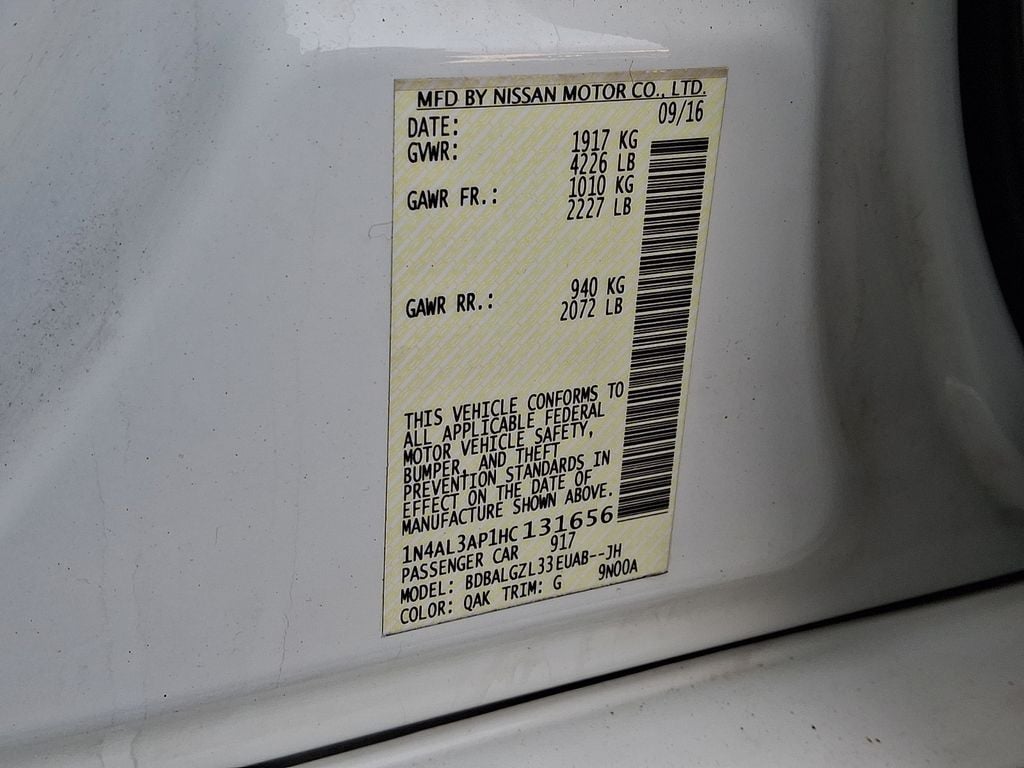 MFD BY NISSAN MOTOR CO., LTD.
DATE: 09/16
GVWR: 1917 KG
4226 LB
GAWR FR.: 1010 KG
2227 LB
GAWR RR.: 940 KG
2072 LB
THIS VEHICLE CONFORMS TO
ALL APPLICABLE FEDERAL
MOTOR VEHICLE SAFETY,
BUMPER, AND THEFT
PREVENTION STANDARDS IN
EFFECT ON THE DATE OF
MANUFACTURE SHOWN ABOVE.
1N4AL3AP1HC131656
PASSENGER CAR 917
MODEL: BDBALGZL33EUAB--JH
COLOR: QAK TRIM: G 9N00A